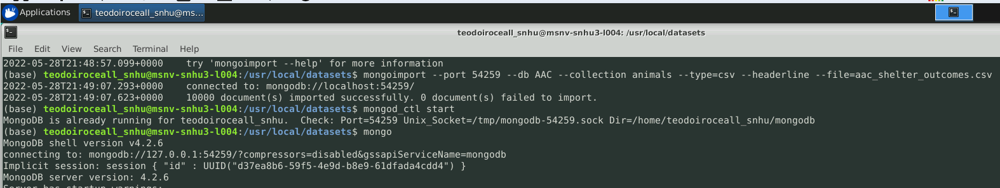 Applications teodoiroceall_snhu@ms...
teodoiroceall_snhu@msnv-snhu3-l004: /usr/local/datasets
File Edit View Search Terminal Help
2022-05-28T21:48:57.099+0000    try 'mongoimport --help' for more information
(base) teodoiroceall_snhu@msnv-snhu3-l004:/usr/local/datasets$ mongoimport --port 54259 --db AAC --collection animals --type=csv --headerline --file=aac_shelter_outcomes.csv
2022-05-28T21:49:07.293+0000    connected to: mongodb://localhost:54259/
2022-05-28T21:49:07.623+0000    10000 document(s) imported successfully. 0 document(s) failed to import.
(base) teodoiroceall_snhu@msnv-snhu3-l004:/usr/local/datasets$ mongod_ctl start
MongoDB is already running for teodoiroceall_snhu.  Check: Port=54259 Unix_Socket=/tmp/mongodb-54259.sock Dir=/home/teodoiroceall_snhu/mongodb
(base) teodoiroceall_snhu@msnv-snhu3-l004:/usr/local/datasets$ mongo
MongoDB shell version v4.2.6
connecting to: mongodb://127.0.0.1:54259/?compressors=disabled&gssapiServiceName=mongodb
Implicit session: session { "id" : UUID("d37ea8b6-59f5-4e9d-b8e9-61dfada4cdd4") }
MongoDB server version: 4.2.6
Server has startup warnings: